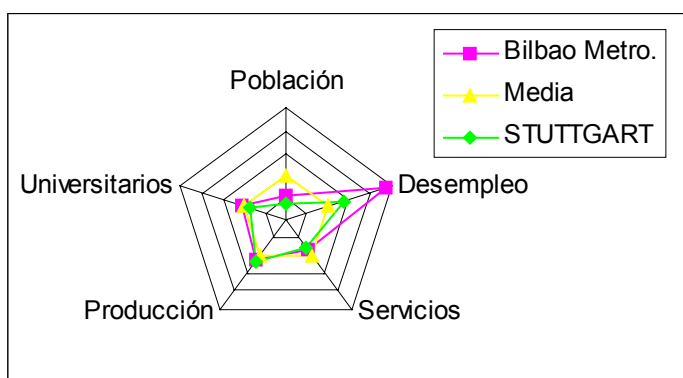 Bilbao Metro.
Media
STUTTGART
Población
Universitarios
Desempleo
Producción
Servicios